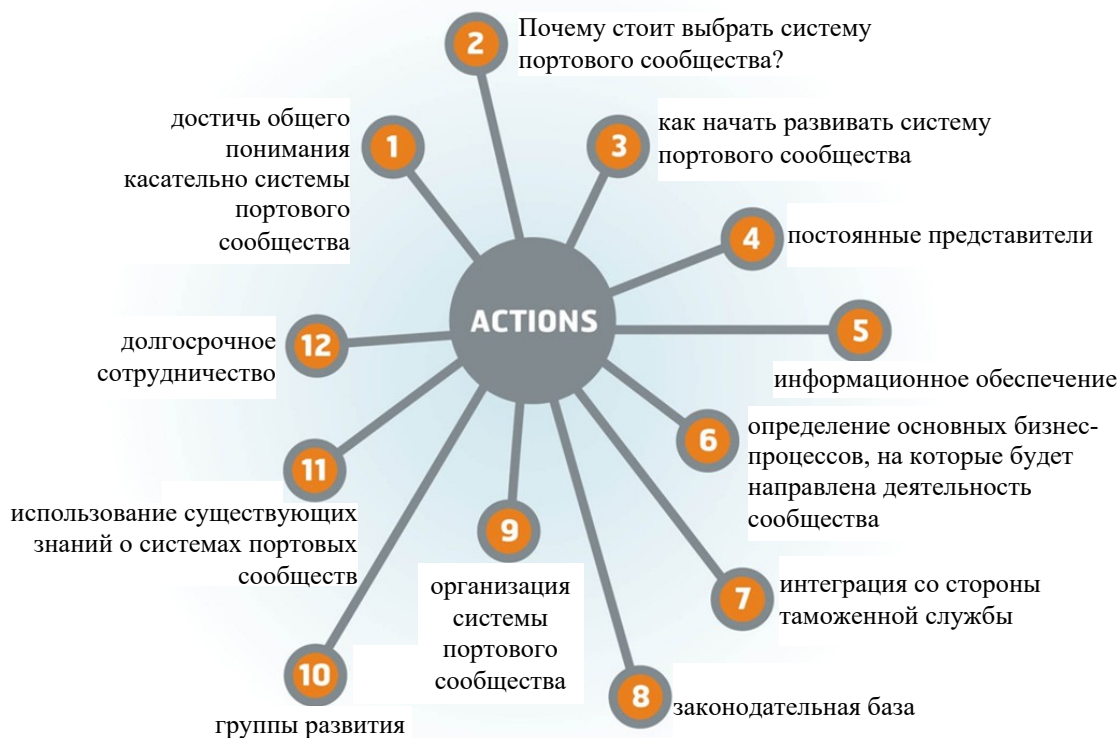 2
Почему стоит выбрать систему
портового сообщества?
1
достичь общего
понимания
касательно системы
портового
сообщества
3
как начать развивать систему
портового сообщества
4
постоянные представители
ACTIONS
5
информационное обеспечение
12
долгосрочное
сотрудничество
6
определение основных бизнес-
процессов, на которые будет
направлена деятельность
сообщества
11
использование существующих
знаний о системах портовых
сообществ
9
организация
системы
портового
сообщества
7
интеграция со стороны
таможенной службы
10
группы развития
8
законодательная база